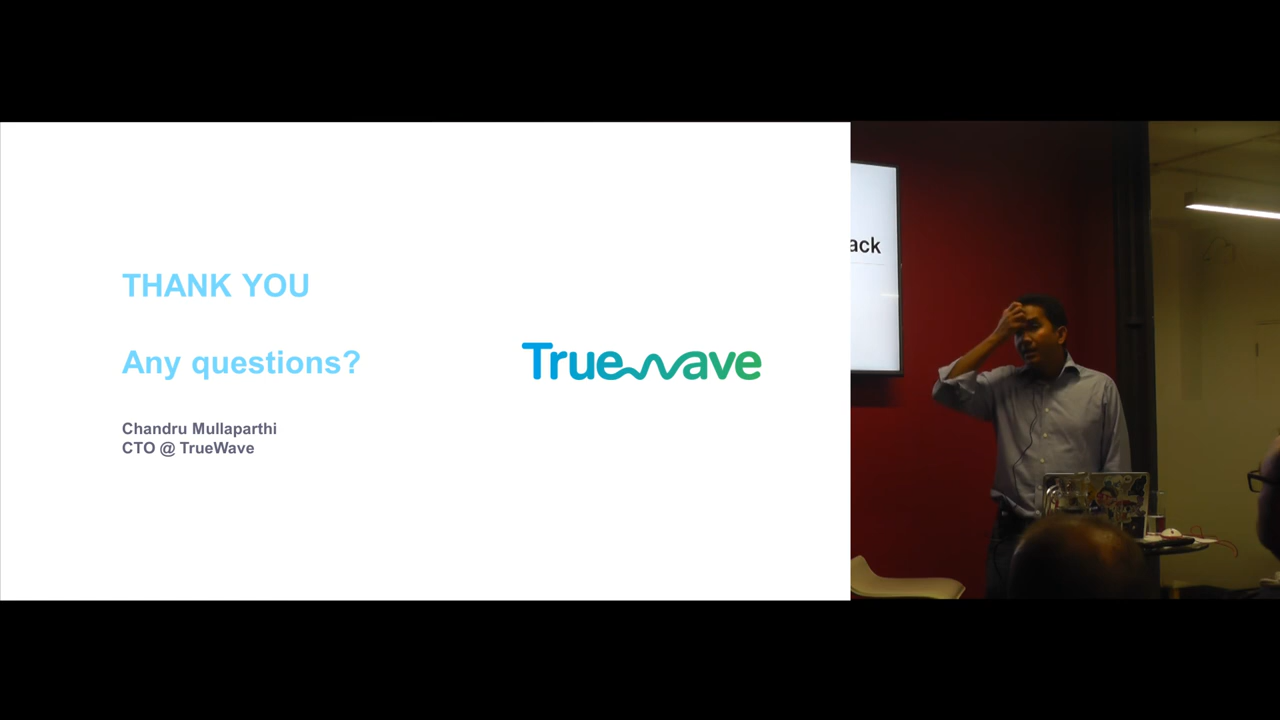 THANK YOU
Any questions?
Chandru Mullaparthi
CTO @ TrueWave
Truewave
ack